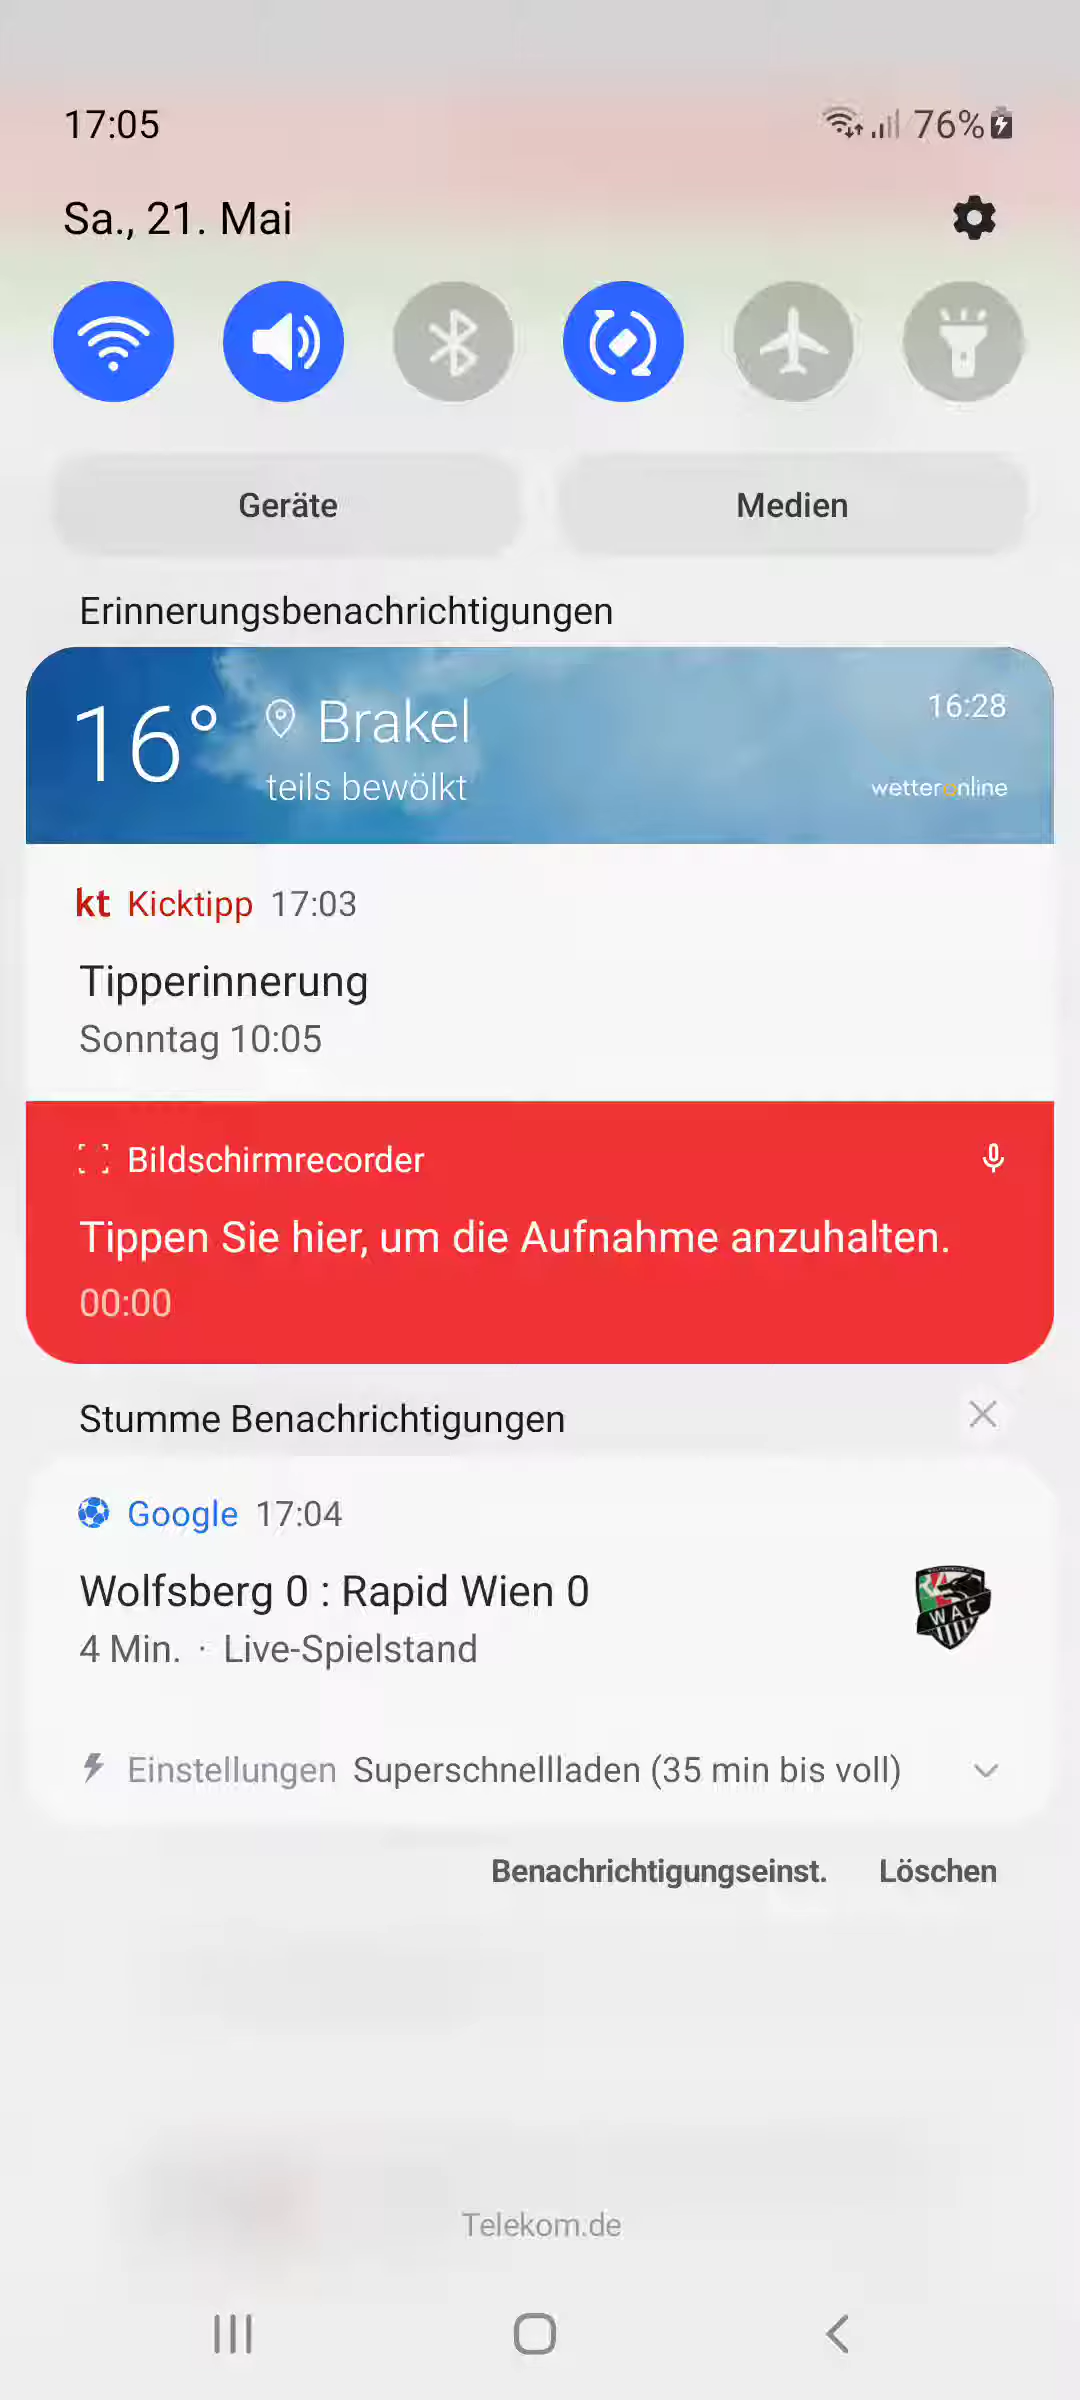 17:05
76%
Sa., 21. Mai
Geräte
Medien
Erinnerungsbenachrichtigungen
16°
Brakel
16:28
teils bewölkt
wetteronline
kt Kicktipp 17:03
Tipperinnerung
Sonntag 10:05
Bildschirmrecorder
Tippen Sie hier, um die Aufnahme anzuhalten.
00:00
Stumme Benachrichtigungen
Google 17:04
Wolfsberg 0 : Rapid Wien 0
WAC
4 Min. · Live-Spielstand
Einstellungen Superschnellladen (35 min bis voll)
Benachrichtigungseinst.
Löschen
Telekom.de